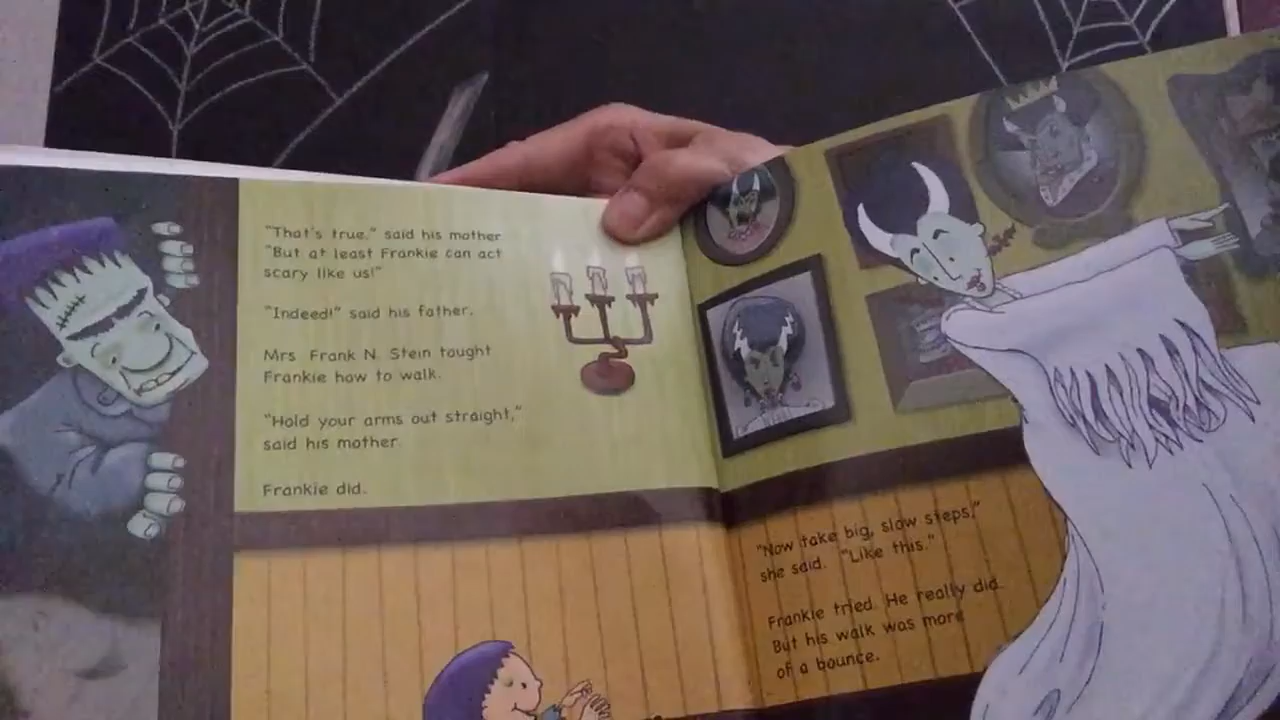 "That's true," said his mother
"But at least Frankie can act
scary like us!"
"Indeed!" said his father.
Mrs. Frank N. Stein taught
Frankie how to walk.
"Hold your arms out straight,"
said his mother.
Frankie did.
"Now take big, slow steps,"
she said. "Like this."
Frankie tried. He really did.
But his walk was more
of a bounce.